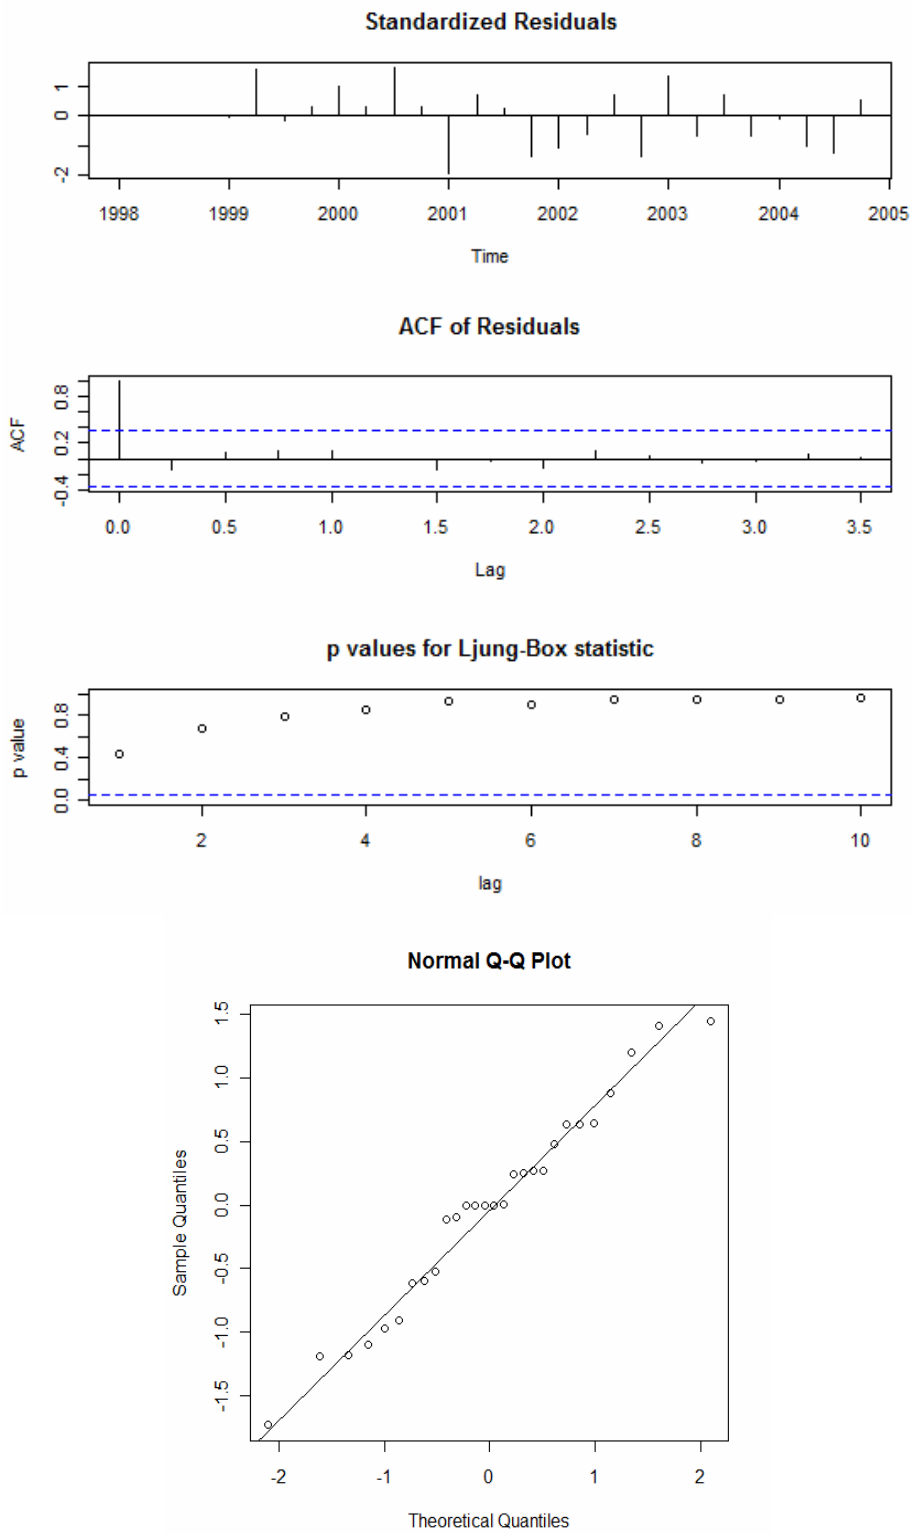 Standardized Residuals
1
0
-2
1998 1999 2000 2001 2002 2003 2004 2005
Time
ACF of Residuals
ACF
0.8
0.2
-0.4
0.0 0.5 1.0 1.5 2.0 2.5 3.0 3.5
Lag
p values for Ljung-Box statistic
p value
0.8
0.4
0.0
2 4 6 8 10
lag
Normal Q-Q Plot
Sample Quantiles
1.5
1.0
0.5
0.0
-0.5
-1.0
-1.5
-2 -1 0 1 2
Theoretical Quantiles